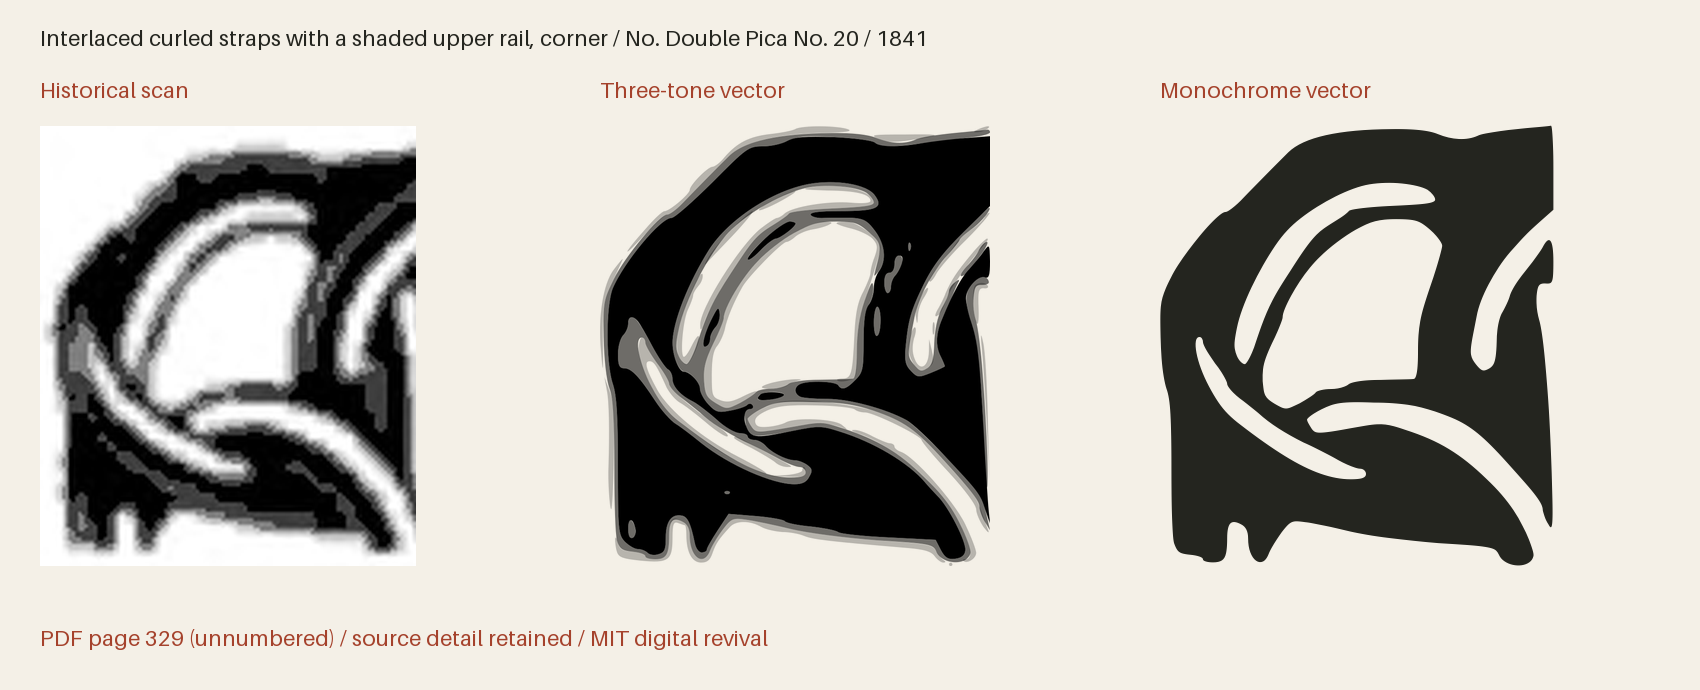 Interlaced curled straps with a shaded upper rail, corner / No. Double Pica No. 20 / 1841
Historical scan
Three-tone vector
Monochrome vector
PDF page 329 (unnumbered) / source detail retained / MIT digital revival